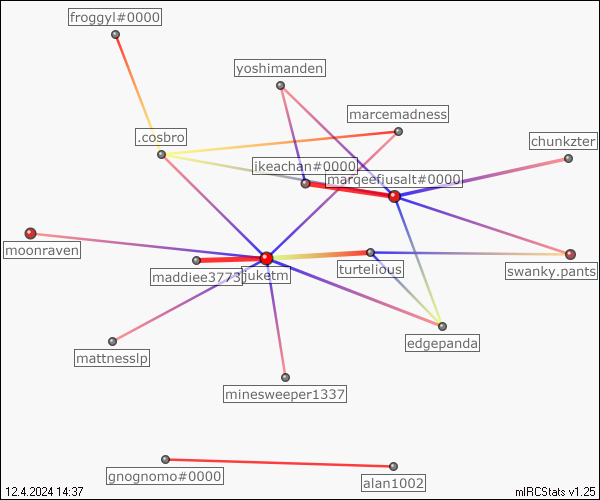 froggyl#0000
yoshimanden
marcemadness
.cosbro
chunkzter
ikeachan#0000
marqeefiusalt#0000
moonraven
maddiee3773
juketm
turtelious
swanky.pants
edgepanda
mattnesslp
minesweeper1337
gnognomo#0000
alan1002
12.4.2024 14:37
mIRCStats v1.25